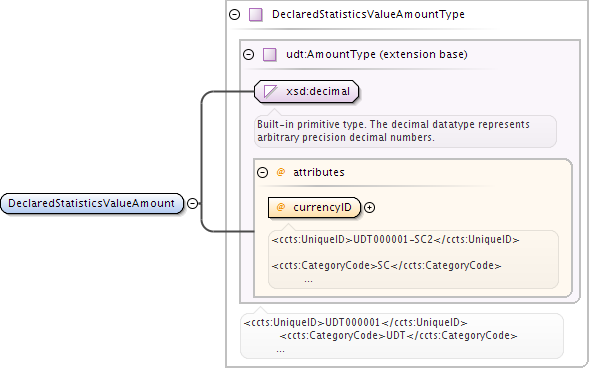 DeclaredStatisticsValueAmountType
udt:AmountType (extension base)
xsd:decimal
Built-in primitive type. The decimal datatype represents
arbitrary precision decimal numbers.
@ attributes
@ currencyID
<ccts:UniqueID>UDT000001-SC2</ccts:UniqueID>
<ccts:CategoryCode>SC</ccts:CategoryCode>
...
DeclaredStatisticsValueAmount
<ccts:UniqueID>UDT000001</ccts:UniqueID>
<ccts:CategoryCode>UDT</ccts:CategoryCode>
...